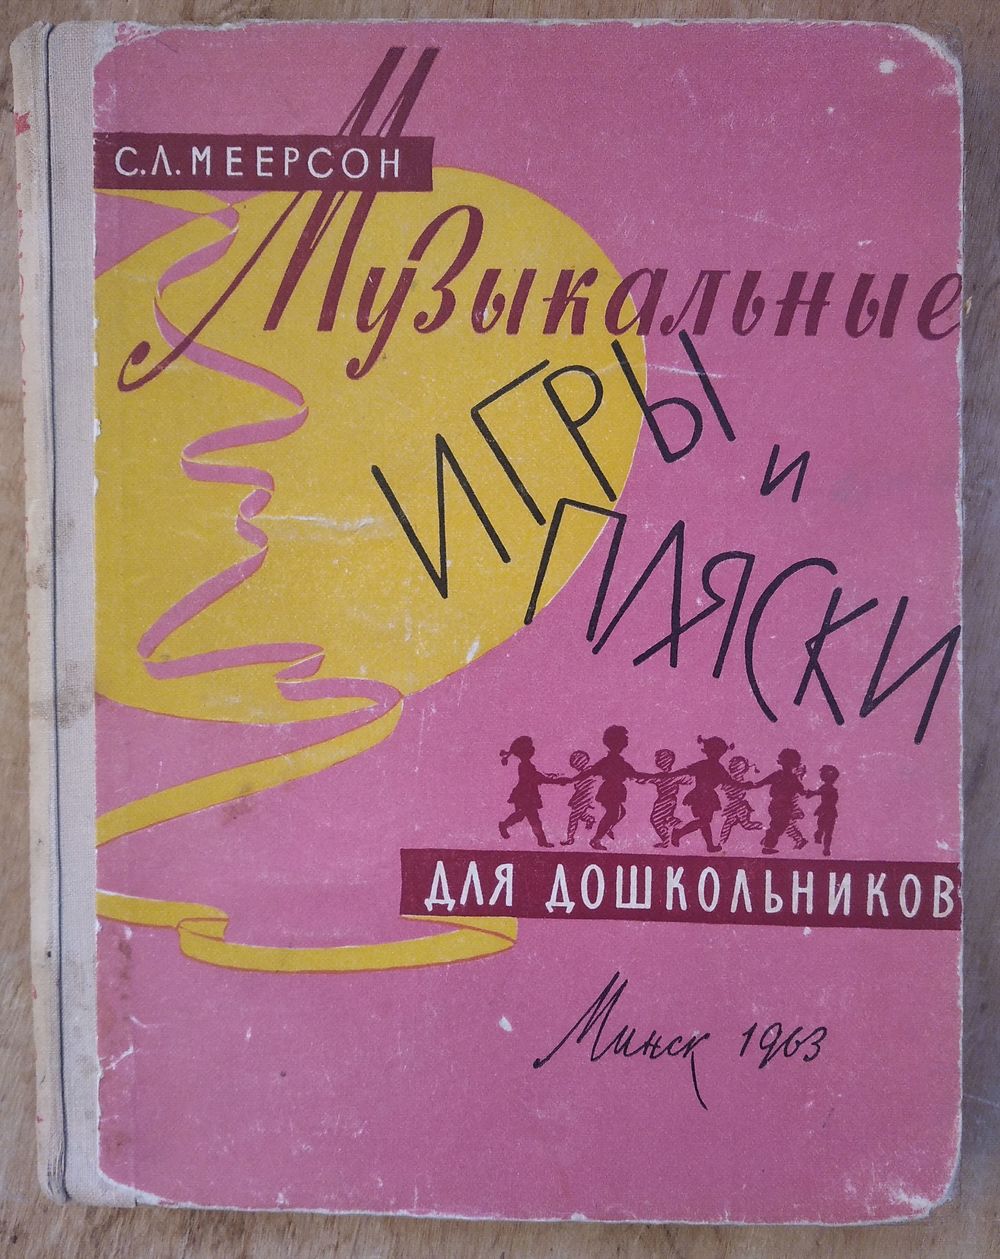 С.Л.МЕЕРСОН
Музыкальные
ИГРЫ
и
ПЛЯСКИ
ДЛЯ ДОШКОЛЬНИКОВ
Минск 1963